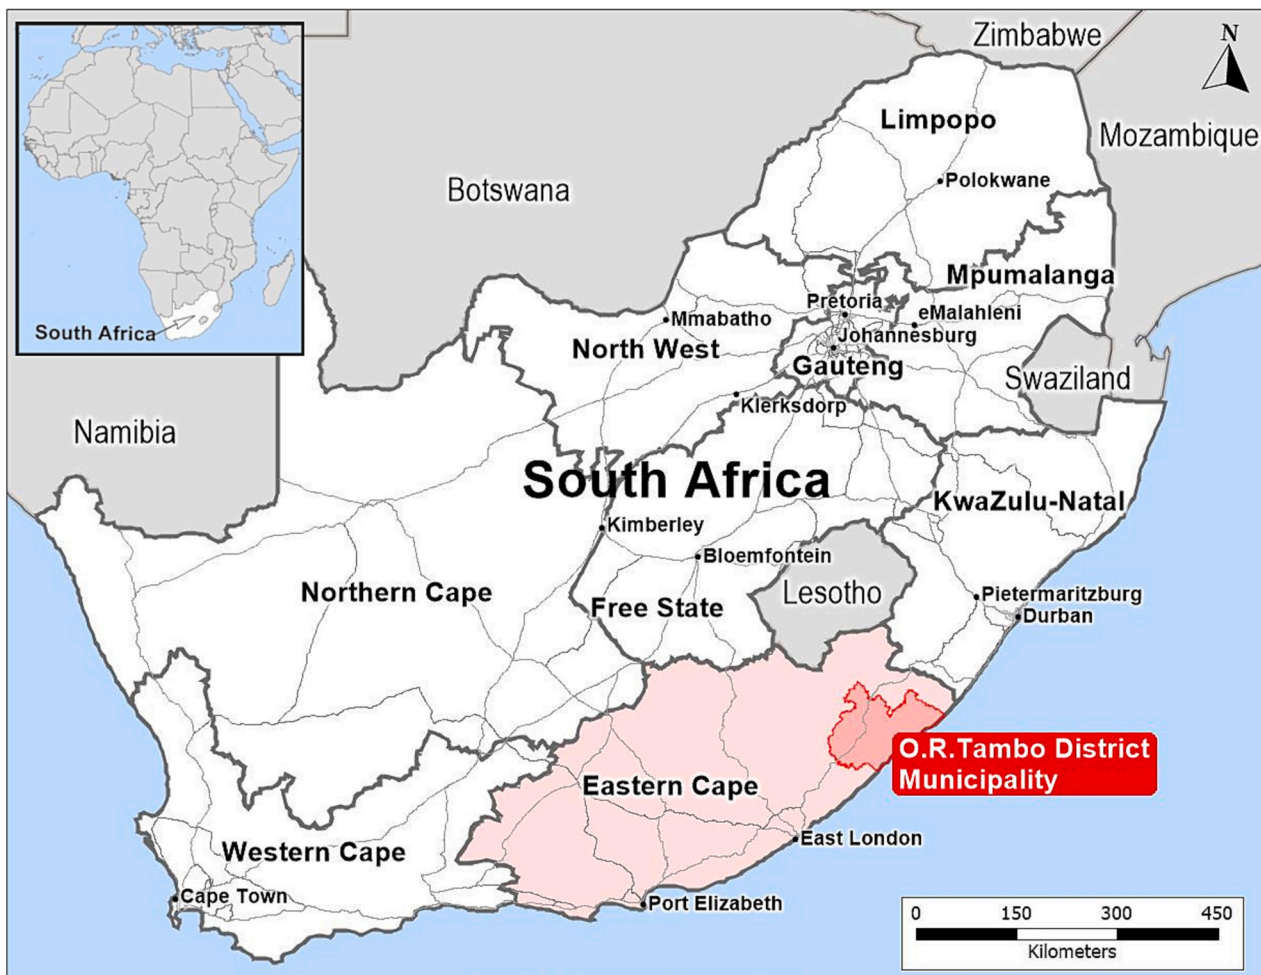 Zimbabwe
N
Limpopo
Mozambique
Botswana
Polokwane
Mpumalanga
Pretoria
eMalahleni
South Africa
Mmabatho
Johannesburg
North West
Gauteng
Swaziland
Klerksdorp
Namibia
South Africa
KwaZulu-Natal
Kimberley
Bloemfontein
Northern Cape
Lesotho
Free State
Pietermaritzburg
Durban
O.R.Tambo District
Municipality
Eastern Cape
East London
Western Cape
Cape Town
Port Elizabeth
0 150 300 450
Kilometers